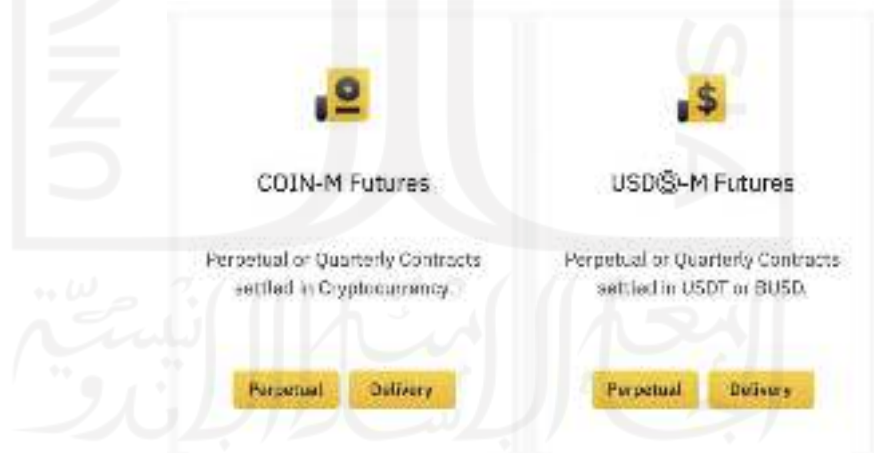 COIN-M Futures
Perpetual or Quarterly Contracts
settled in Cryptocurrency.
Perpetual Delivery
USDⓈ-M Futures
Perpetual or Quarterly Contracts
settled in USDT or BUSD.
Perpetual Delivery